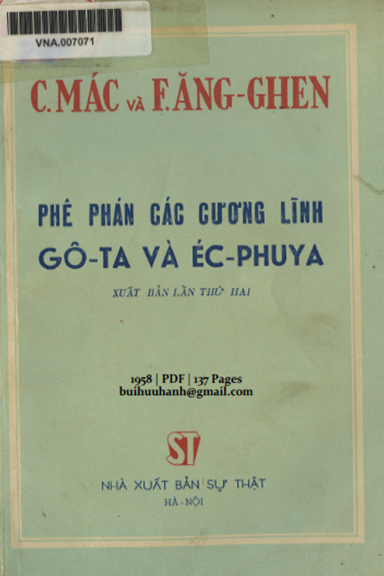 VNA.007071
C.MÁC VÀ F.ĂNG-GHEN
PHÊ PHÁN CÁC CƯƠNG LĨNH
GÔ-TA VÀ ÉC-PHUYA
XUẤT BẢN LẦN THỨ HAI
1958 | PDF | 137 Pages
buihuuhanh@gmail.com
ST
NHÀ XUẤT BẢN SỰ THẬT
HÀ-NỘI